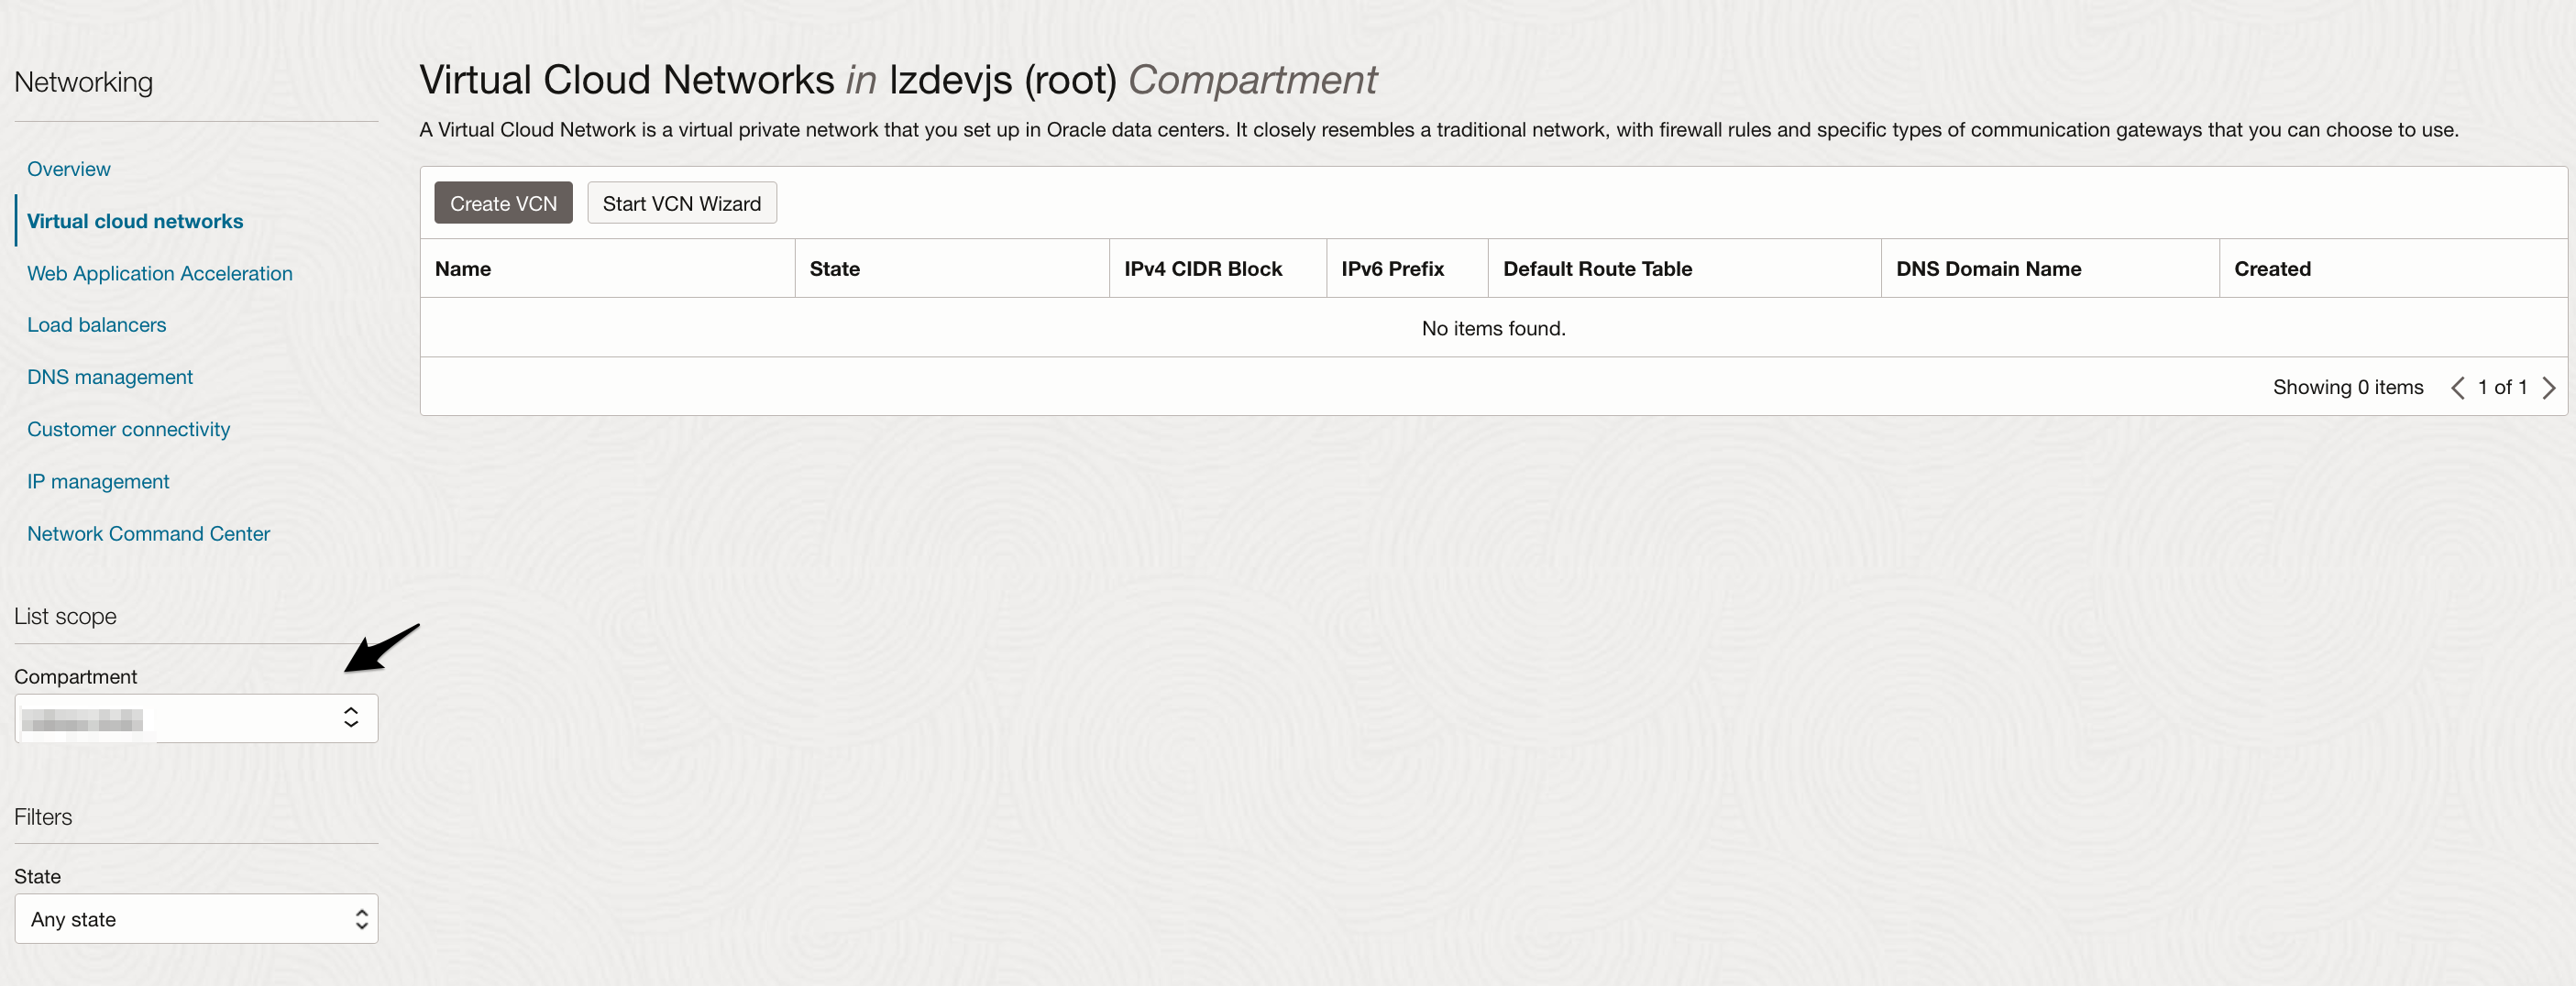 Networking
Overview
Virtual cloud networks
Web Application Acceleration
Load balancers
DNS management
Customer connectivity
IP management
Network Command Center
List scope
Compartment
Filters
State
Any state
Virtual Cloud Networks in lzdevjs (root) Compartment
A Virtual Cloud Network is a virtual private network that you set up in Oracle data centers. It closely resembles a traditional network, with firewall rules and specific types of communication gateways that you can choose to use.
Create VCN Start VCN Wizard
Name State IPv4 CIDR Block IPv6 Prefix Default Route Table DNS Domain Name Created
No items found.
Showing 0 items 1 of 1